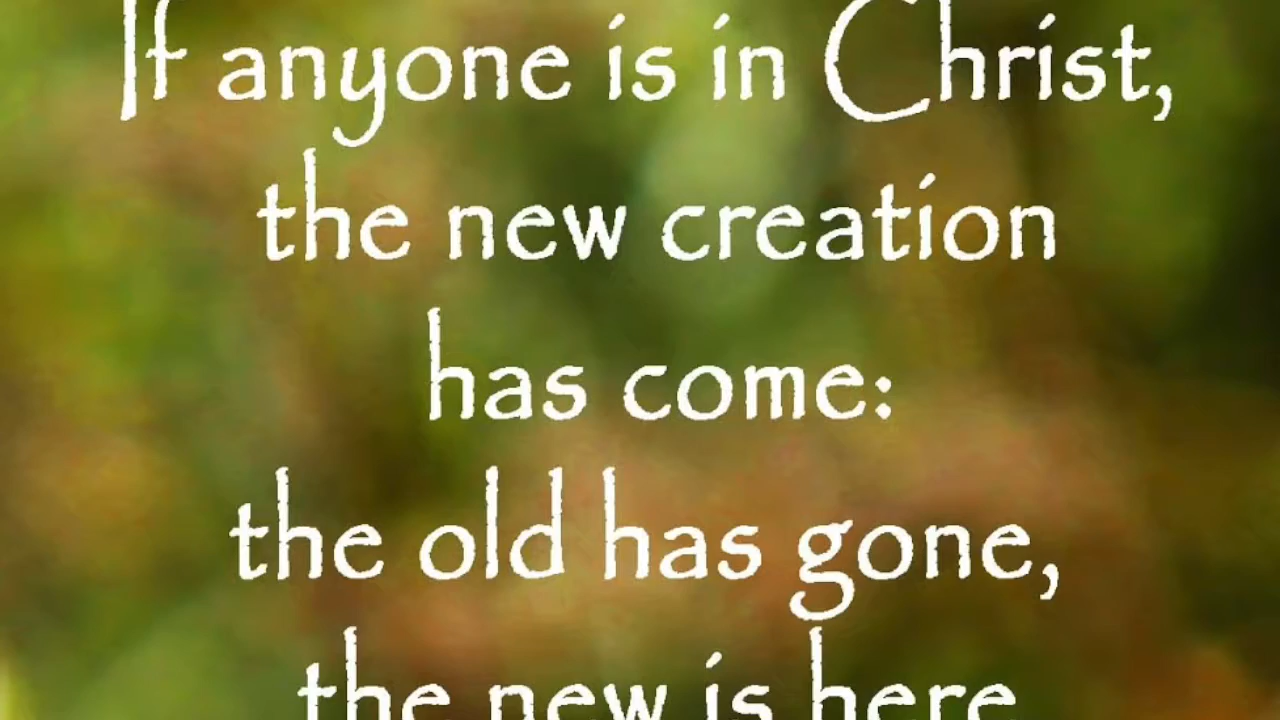 If anyone is in Christ,
the new creation
has come:
the old has gone,
the new is here